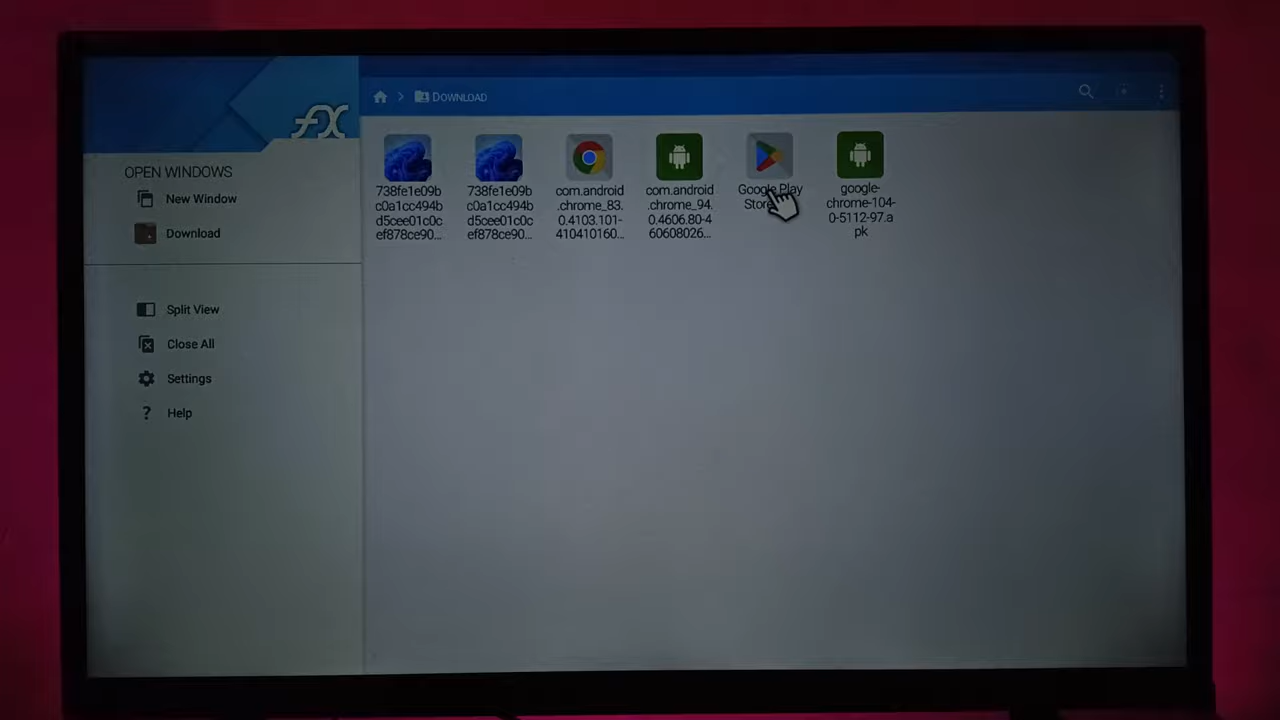 fX
OPEN WINDOWS
New Window
Download
Split View
Close All
Settings
Help
DOWNLOAD
738fe1e09b
c0a1cc494b
d5cee01c0c
ef878ce90...
738fe1e09b
c0a1cc494b
d5cee01c0c
ef878ce90...
com.android
.chrome_83.
0.4103.101-
410410160...
com.android
.chrome_94.
0.4606.80-4
60608026...
Google Play
google-
chrome-104-
0-5112-97.a
pk